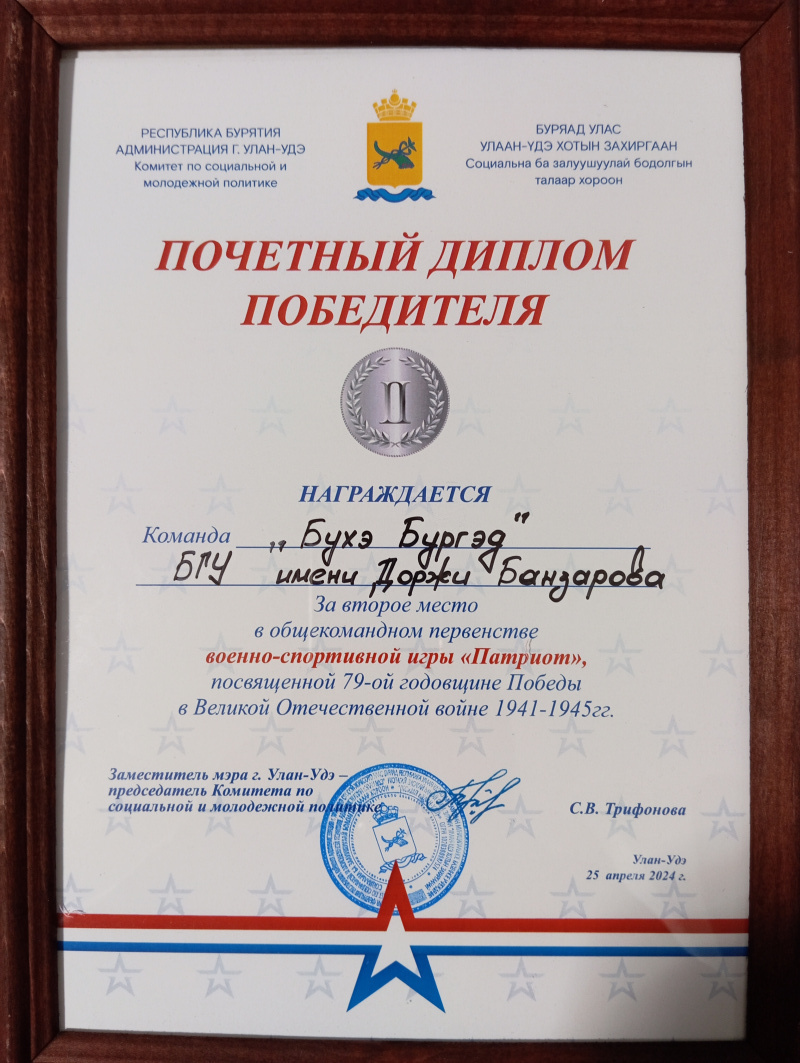 РЕСПУБЛИКА БУРЯТИЯ
АДМИНИСТРАЦИЯ Г. УЛАН-УДЭ
Комитет по социальной и
молодежной политике
БУРЯАД УЛАС
УЛААН-ҮДЭ ХОТЫН ЗАХИРГААН
Социальна ба залуушуулай бодолгын
талаар хороон
ПОЧЕТНЫЙ ДИПЛОМ
ПОБЕДИТЕЛЯ
II
НАГРАЖДАЕТСЯ
Команда „Бухэ Бургэд"
БГУ имени Доржи Банзарова
За второе место
в общекомандном первенстве
военно-спортивной игры «Патриот»,
посвященной 79-ой годовщине Победы
в Великой Отечественной войне 1941-1945гг.
Заместитель мэра г. Улан-Удэ –
председатель Комитета по
социальной и молодежной политике
С.В. Трифонова
Улан-Удэ
25 апреля 2024 г.